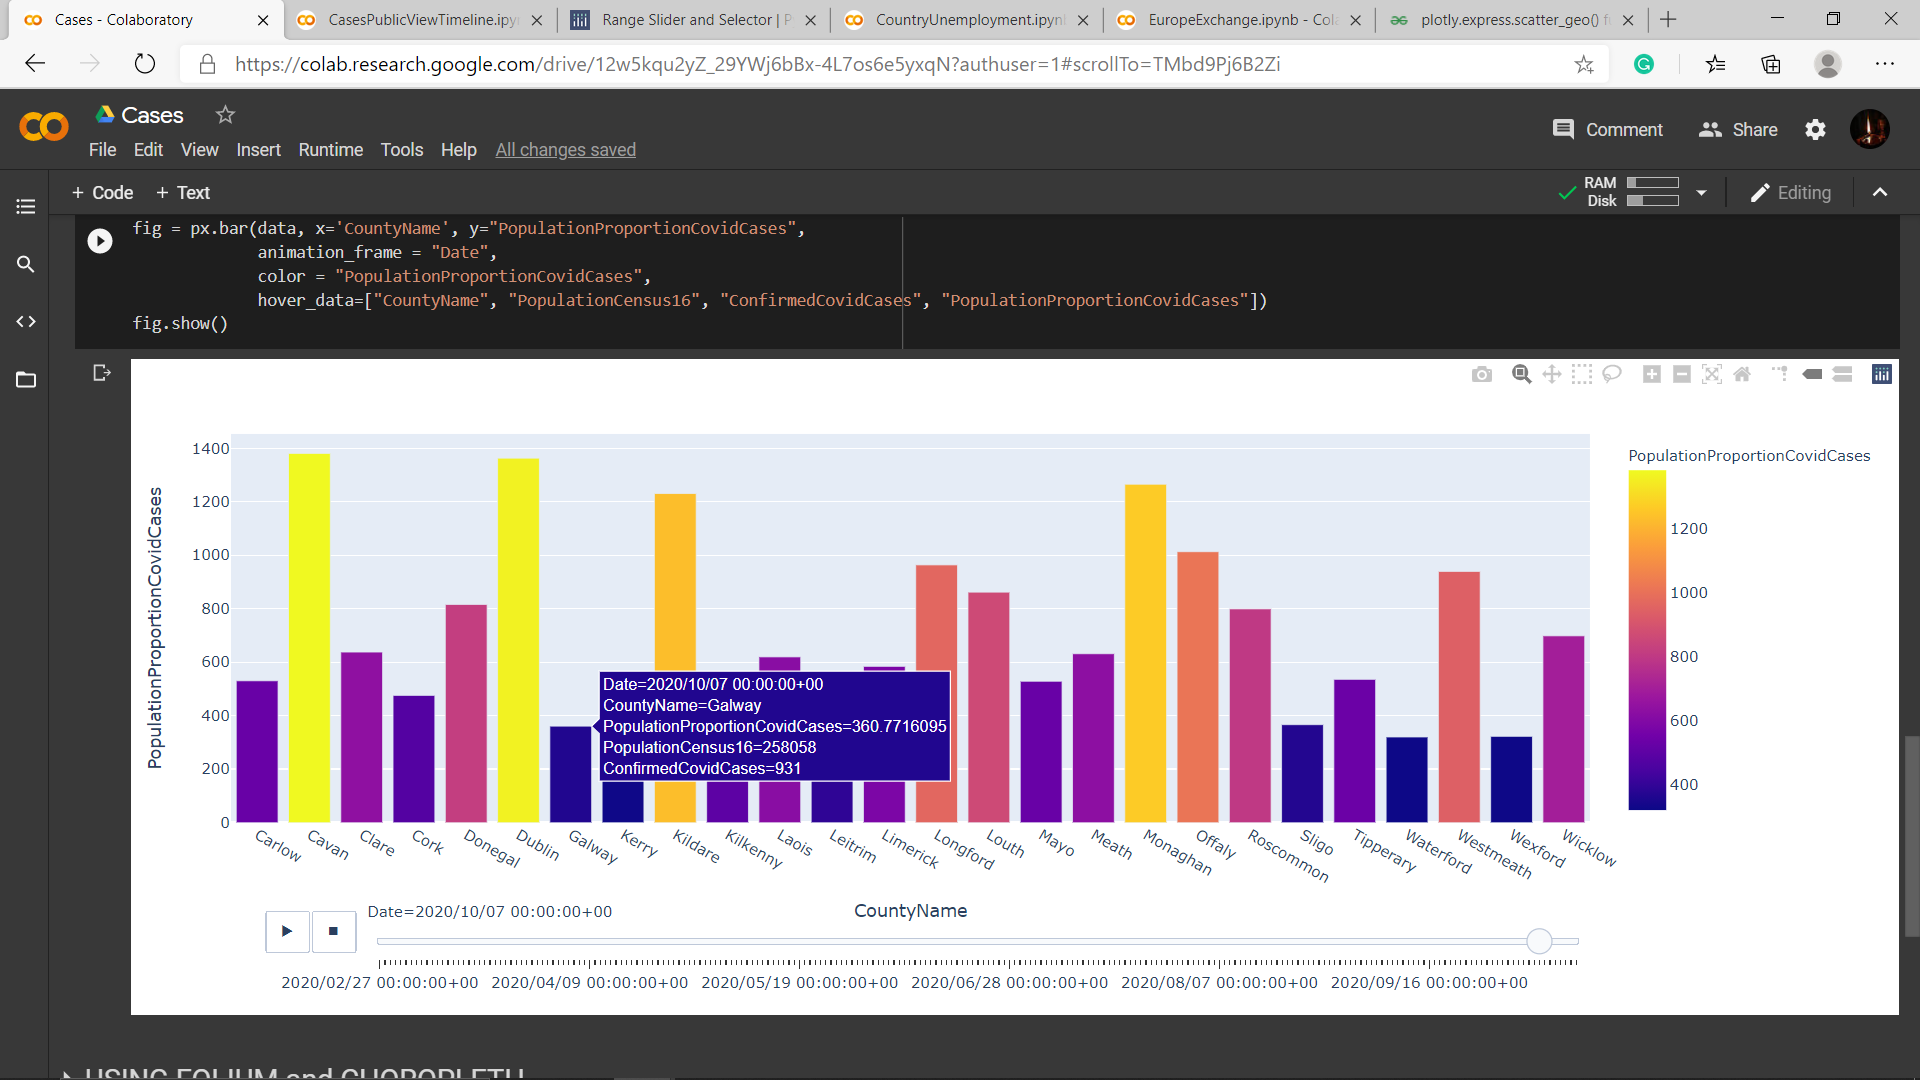 Cases - Colaboratory
CasesPublicViewTimeline.ipy
Range Slider and Selector | P
CountryUnemployment.ipyn
EuropeExchange.ipynb - Col
plotly.express.scatter_geo() f
https://colab.research.google.com/drive/12w5kqu2yZ_29YWj6bBx-4L7os6e5yxqN?authuser=1#scrollTo=TMbd9Pj6B2Zi
Cases
Comment Share
File Edit View Insert Runtime Tools Help All changes saved
+ Code + Text
RAM
Disk
Editing
fig = px.bar(data, x='CountyName', y="PopulationProportionCovidCases",
animation_frame = "Date",
color = "PopulationProportionCovidCases",
hover_data=["CountyName", "PopulationCensus16", "ConfirmedCovidCases", "PopulationProportionCovidCases"])
fig.show()
PopulationProportionCovidCases
1400
1200
1000
800
600
400
200
0
Date=2020/10/07 00:00:00+00
CountyName=Galway
PopulationProportionCovidCases=360.7716095
PopulationCensus16=258058
ConfirmedCovidCases=931
Carlow Cavan Clare Cork Donegal Dublin Galway Kerry Kildare Kilkenny Laois Leitrim Limerick Longford Louth Mayo Meath Monaghan Offaly Roscommon Sligo Tipperary Waterford Westmeath Wexford Wicklow
CountyName
PopulationProportionCovidCases
1200
1000
800
600
400
Date=2020/10/07 00:00:00+00
2020/02/27 00:00:00+00 2020/04/09 00:00:00+00 2020/05/19 00:00:00+00 2020/06/28 00:00:00+00 2020/08/07 00:00:00+00 2020/09/16 00:00:00+00
USING FOLIUM and CHOROPLETH